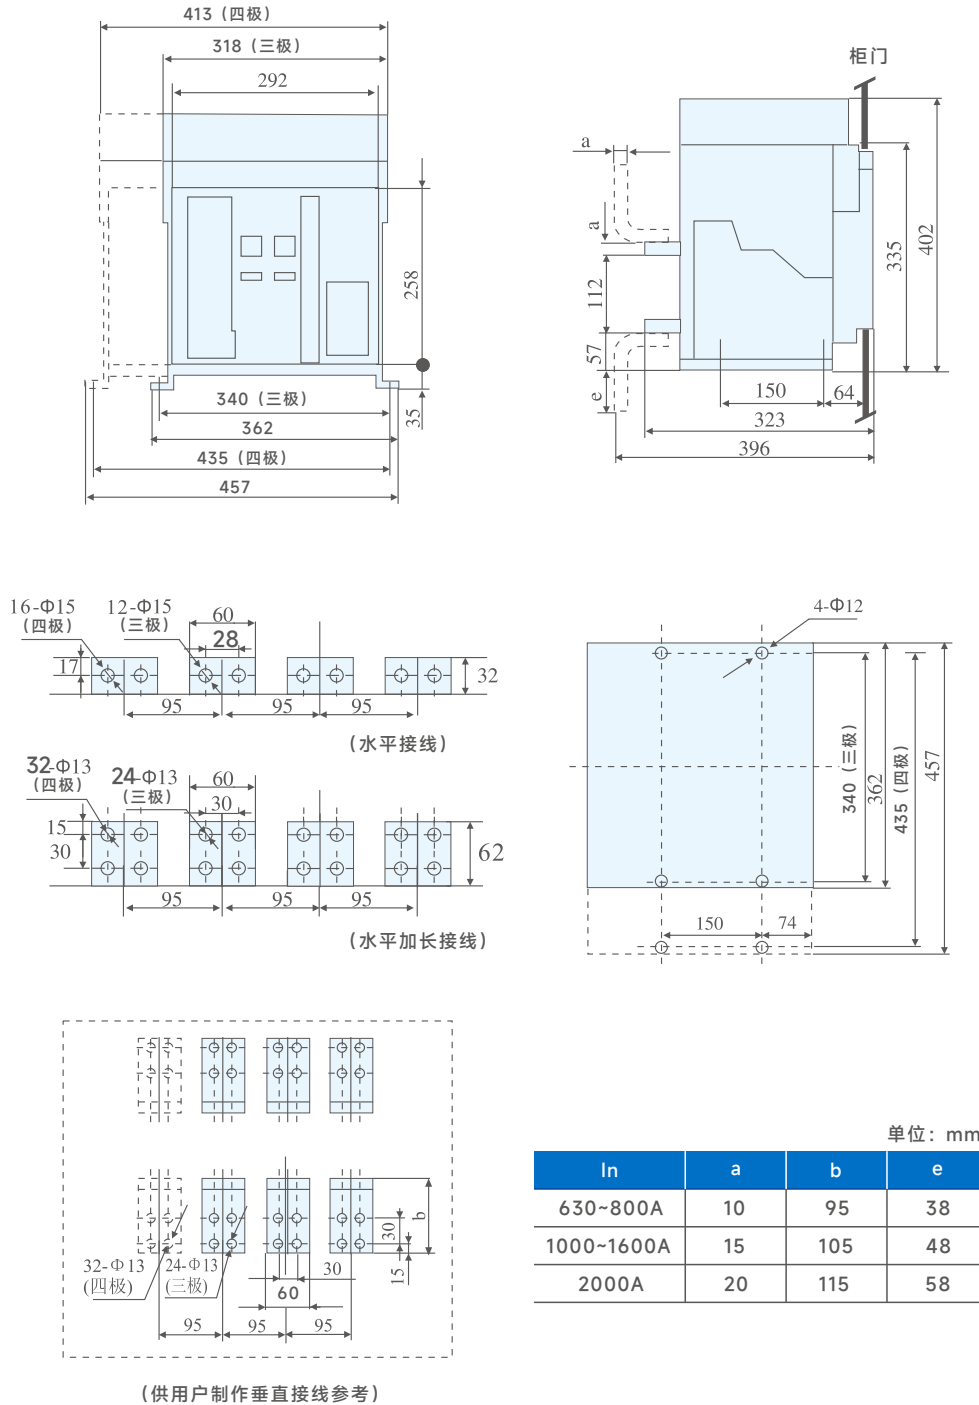 413（四极）
318（三极）
292
258
35
340（三极）
362
435（四极）
457
柜门
a
a
112
57
e
335
402
150
64
323
396
16-Φ15
（四极）
12-Φ15
（三极）
60
28
17
32
95
95
95
（水平接线）
32-Φ13
（四极）
24-Φ13
（三极）
60
30
15
30
62
95
95
95
（水平加长接线）
4-Φ12
340（三极）
362
435（四极）
457
150
74
b
30
15
32-Φ13
(四极)
24-Φ13
(三极)
30
60
95
95
95
（供用户制作垂直接线参考）
单位：mm
In a b e
630~800A 10 95 38
1000~1600A 15 105 48
2000A 20 115 58